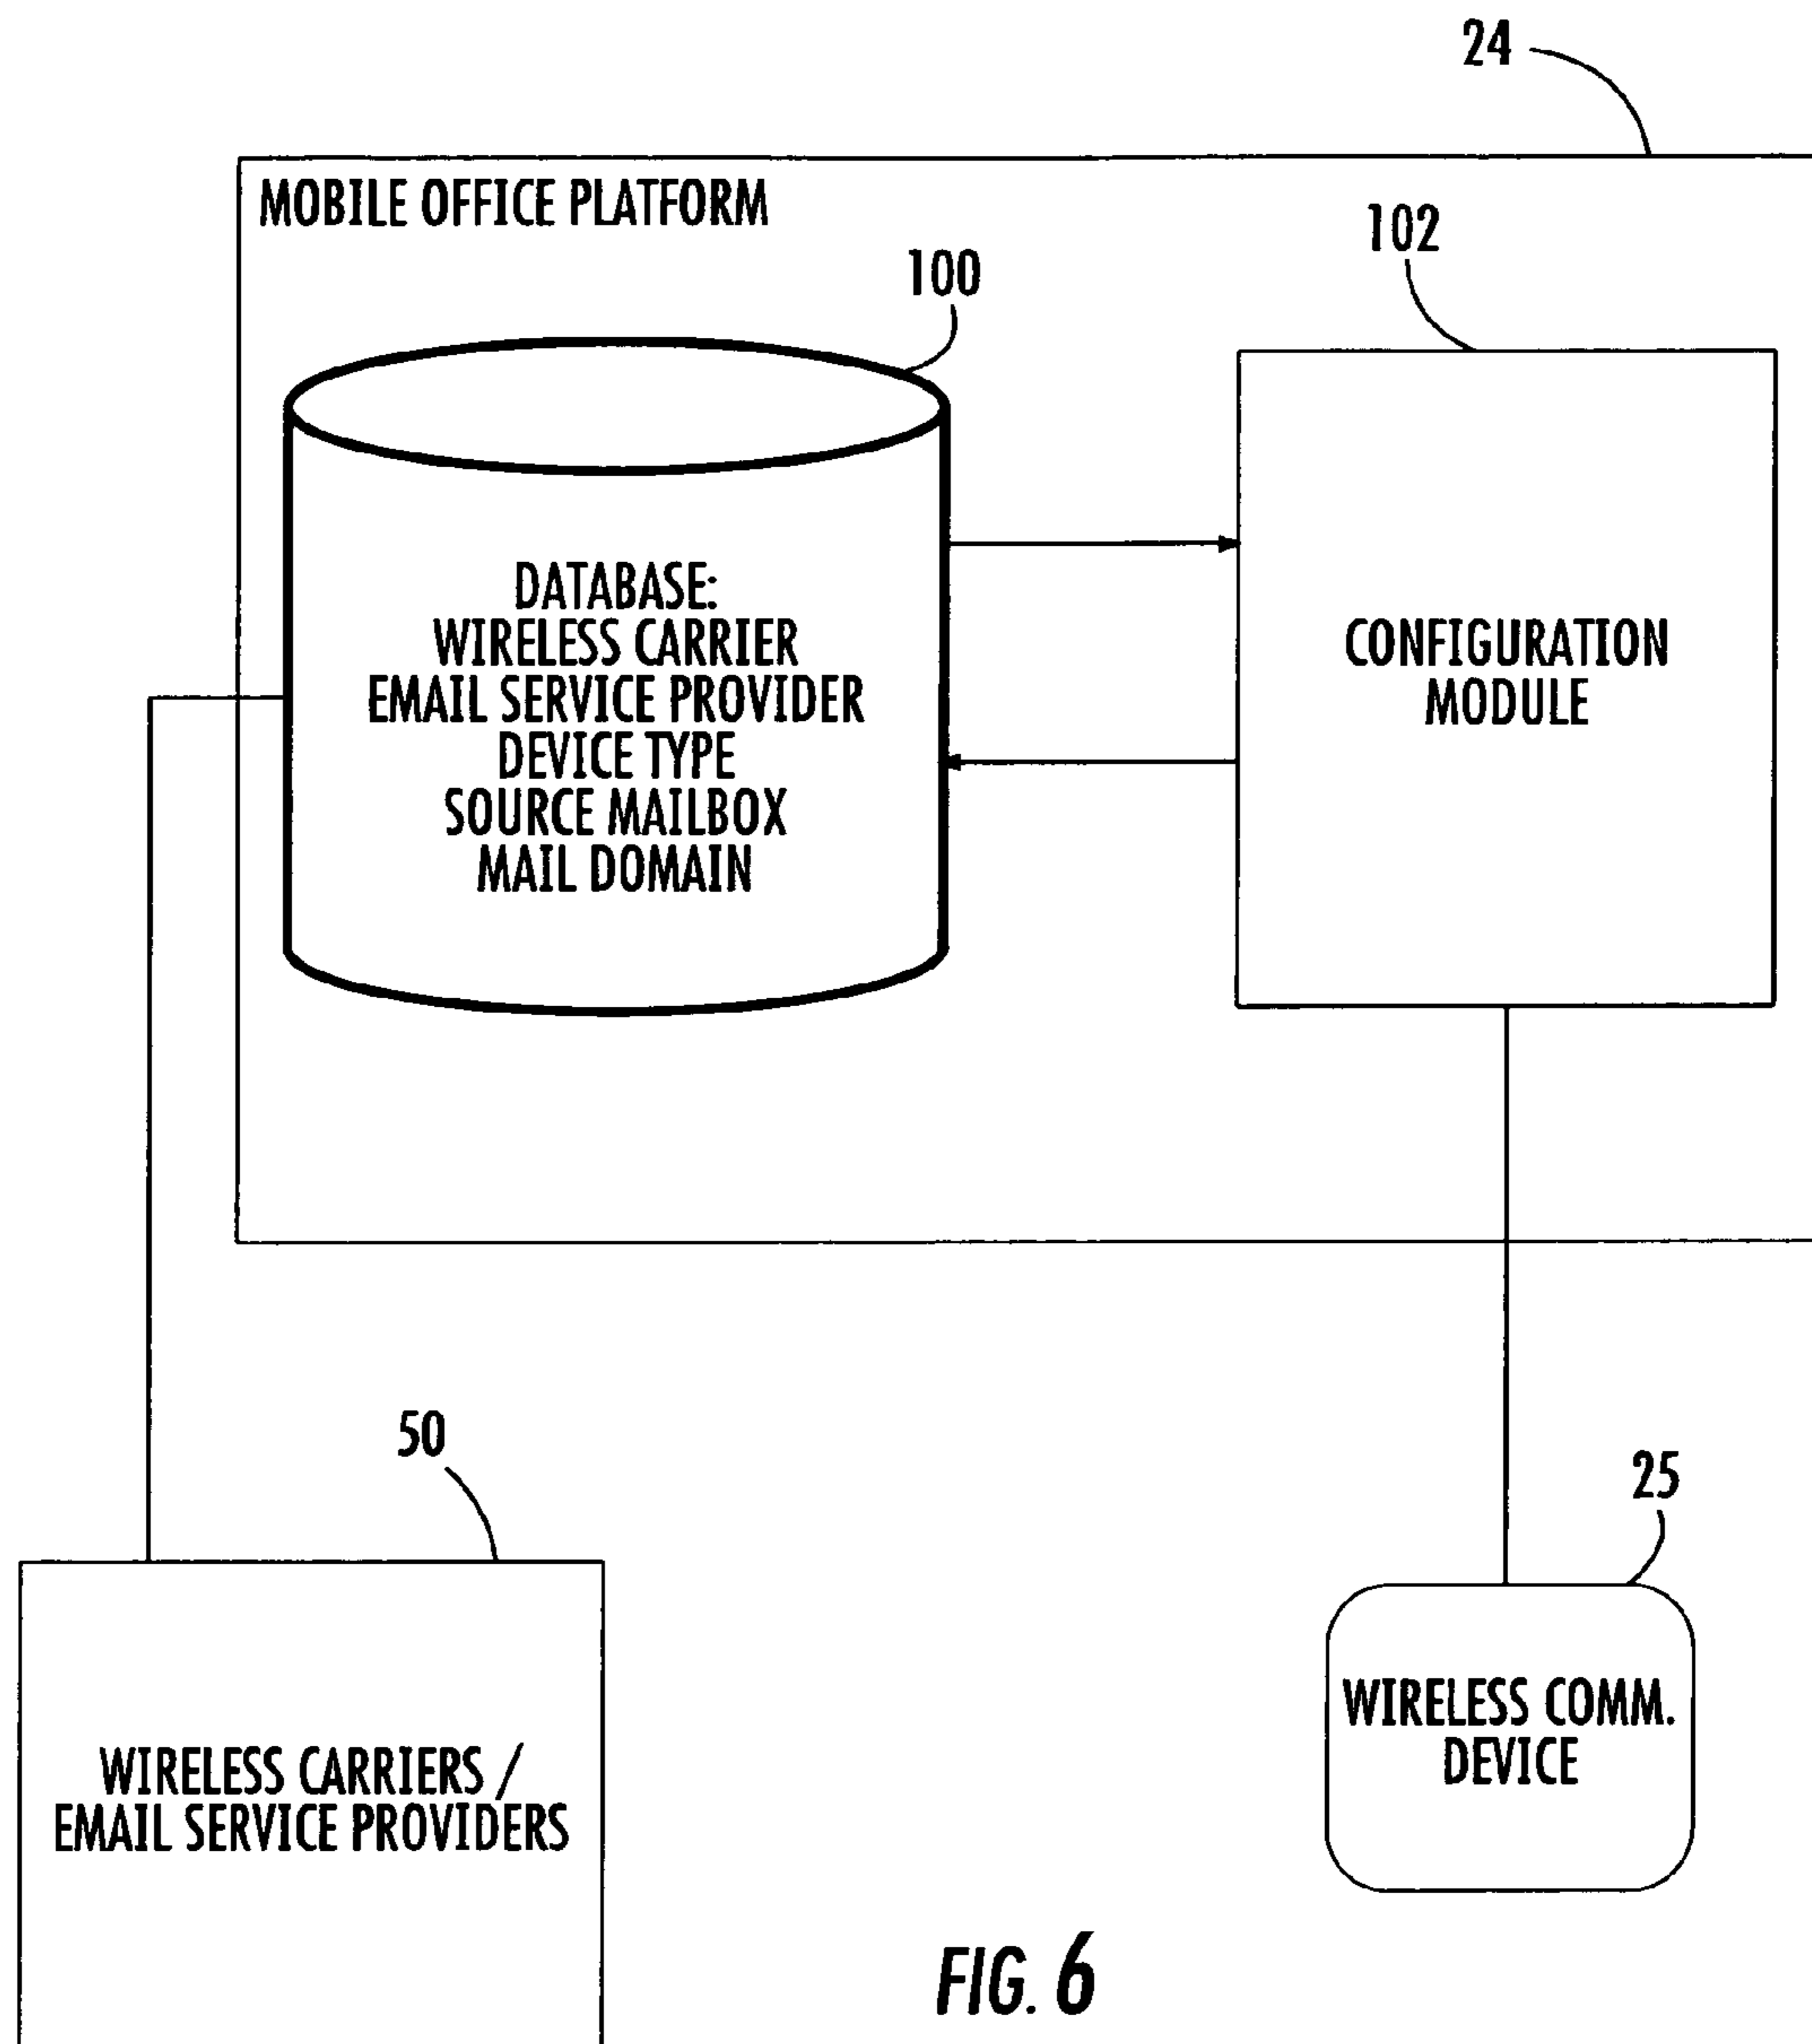 24
MOBILE OFFICE PLATFORM
102
100
DATABASE:
WIRELESS CARRIER
EMAIL SERVICE PROVIDER
DEVICE TYPE
SOURCE MAILBOX
MAIL DOMAIN
CONFIGURATION
MODULE
50
25
WIRELESS CARRIERS /
EMAIL SERVICE PROVIDERS
WIRELESS COMM.
DEVICE
FIG. 6